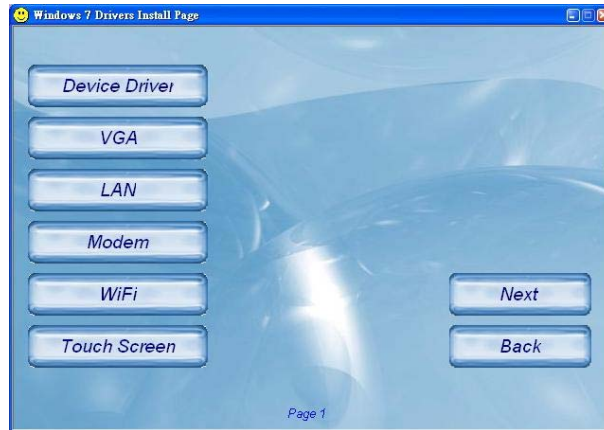 Windows 7 Drivers Install Page
Device Driver
VGA
LAN
Modem
WiFi
Touch Screen
Next
Back
Page 1